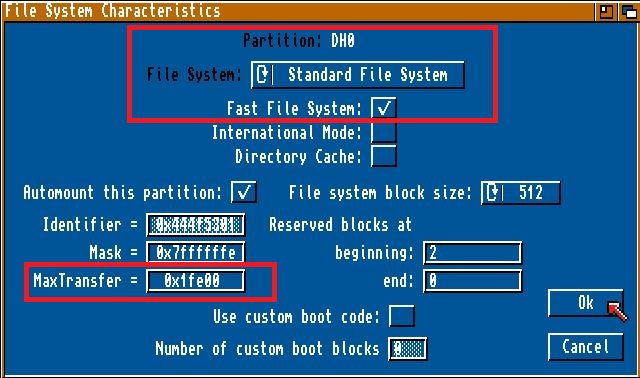 File System Characteristics
Partition: DH0
File System: Standard File System
Fast File System:
International Mode:
Directory Cache:
Automount this partition: File system block size: 512
Identifier = 0x444f5301 Reserved blocks at
Mask = 0x7ffffffe beginning: 2
MaxTransfer = 0x1fe00 end: 0
Ok
Use custom boot code:
Number of custom boot blocks 0 Cancel